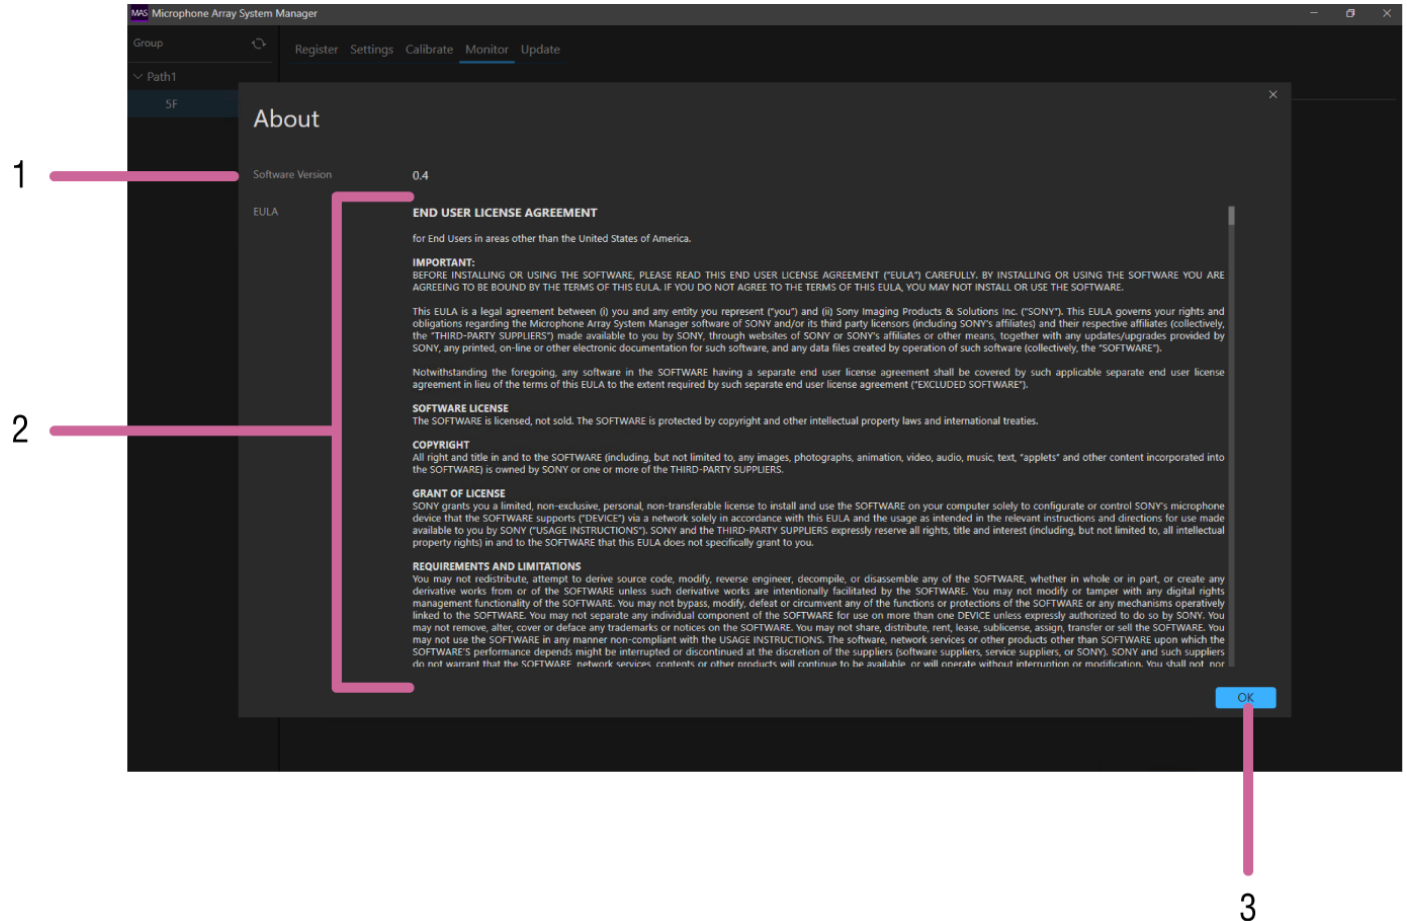 MAS Microphone Array System Manager
Group
Register Settings Calibrate Monitor Update
Path1
5F
About
1
Software Version 0.4
EULA
END USER LICENSE AGREEMENT
for End Users in areas other than the United States of America.
IMPORTANT:
BEFORE INSTALLING OR USING THE SOFTWARE, PLEASE READ THIS END USER LICENSE AGREEMENT ("EULA") CAREFULLY. BY INSTALLING OR USING THE SOFTWARE YOU ARE
AGREEING TO BE BOUND BY THE TERMS OF THIS EULA. IF YOU DO NOT AGREE TO THE TERMS OF THIS EULA, YOU MAY NOT INSTALL OR USE THE SOFTWARE.
This EULA is a legal agreement between (i) you and any entity you represent ("you") and (ii) Sony Imaging Products & Solutions Inc. ("SONY"). This EULA governs your rights and
obligations regarding the Microphone Array System Manager software of SONY and/or its third party licensors (including SONY's affiliates) and their respective affiliates (collectively,
the "THIRD-PARTY SUPPLIERS") made available to you by SONY, through websites of SONY or SONY's affiliates or other means, together with any updates/upgrades provided by
SONY, any printed, on-line or other electronic documentation for such software, and any data files created by operation of such software (collectively, the "SOFTWARE").
Notwithstanding the foregoing, any software in the SOFTWARE having a separate end user license agreement shall be covered by such applicable separate end user license
agreement in lieu of the terms of this EULA to the extent required by such separate end user license agreement ("EXCLUDED SOFTWARE").
SOFTWARE LICENSE
The SOFTWARE is licensed, not sold. The SOFTWARE is protected by copyright and other intellectual property laws and international treaties.
2
COPYRIGHT
All right and title in and to the SOFTWARE (including, but not limited to, any images, photographs, animation, video, audio, music, text, "applets" and other content incorporated into
the SOFTWARE) is owned by SONY or one or more of the THIRD-PARTY SUPPLIERS.
GRANT OF LICENSE
SONY grants you a limited, non-exclusive, personal, non-transferable license to install and use the SOFTWARE on your computer solely to configurate or control SONY's microphone
device that the SOFTWARE supports ("DEVICE") via a network solely in accordance with this EULA and the usage as intended in the relevant instructions and directions for use made
available to you by SONY ("USAGE INSTRUCTIONS"). SONY and the THIRD-PARTY SUPPLIERS expressly reserve all rights, title and interest (including, but not limited to, all intellectual
property rights) in and to the SOFTWARE that this EULA does not specifically grant to you.
REQUIREMENTS AND LIMITATIONS
You may not redistribute, attempt to derive source code, modify, reverse engineer, decompile, or disassemble any of the SOFTWARE, whether in whole or in part, or create any
derivative works from or of the SOFTWARE unless such derivative works are intentionally facilitated by the SOFTWARE. You may not modify or tamper with any digital rights
management functionality of the SOFTWARE. You may not bypass, modify, defeat or circumvent any of the functions or protections of the SOFTWARE or any mechanisms operatively
linked to the SOFTWARE. You may not separate any individual component of the SOFTWARE for use on more than one DEVICE unless expressly authorized to do so by SONY. You
may not remove, alter, cover or deface any trademarks or notices on the SOFTWARE. You may not share, distribute, rent, lease, sublicense, assign, transfer or sell the SOFTWARE. You
may not use the SOFTWARE in any manner non-compliant with the USAGE INSTRUCTIONS. The software, network services or other products other than SOFTWARE upon which the
SOFTWARE'S performance depends might be interrupted or discontinued at the discretion of the suppliers (software suppliers, service suppliers, or SONY). SONY and such suppliers
do not warrant that the SOFTWARE, network services, contents or other products will continue to be available, or will operate without interruption or modification. You shall not, nor
OK
3